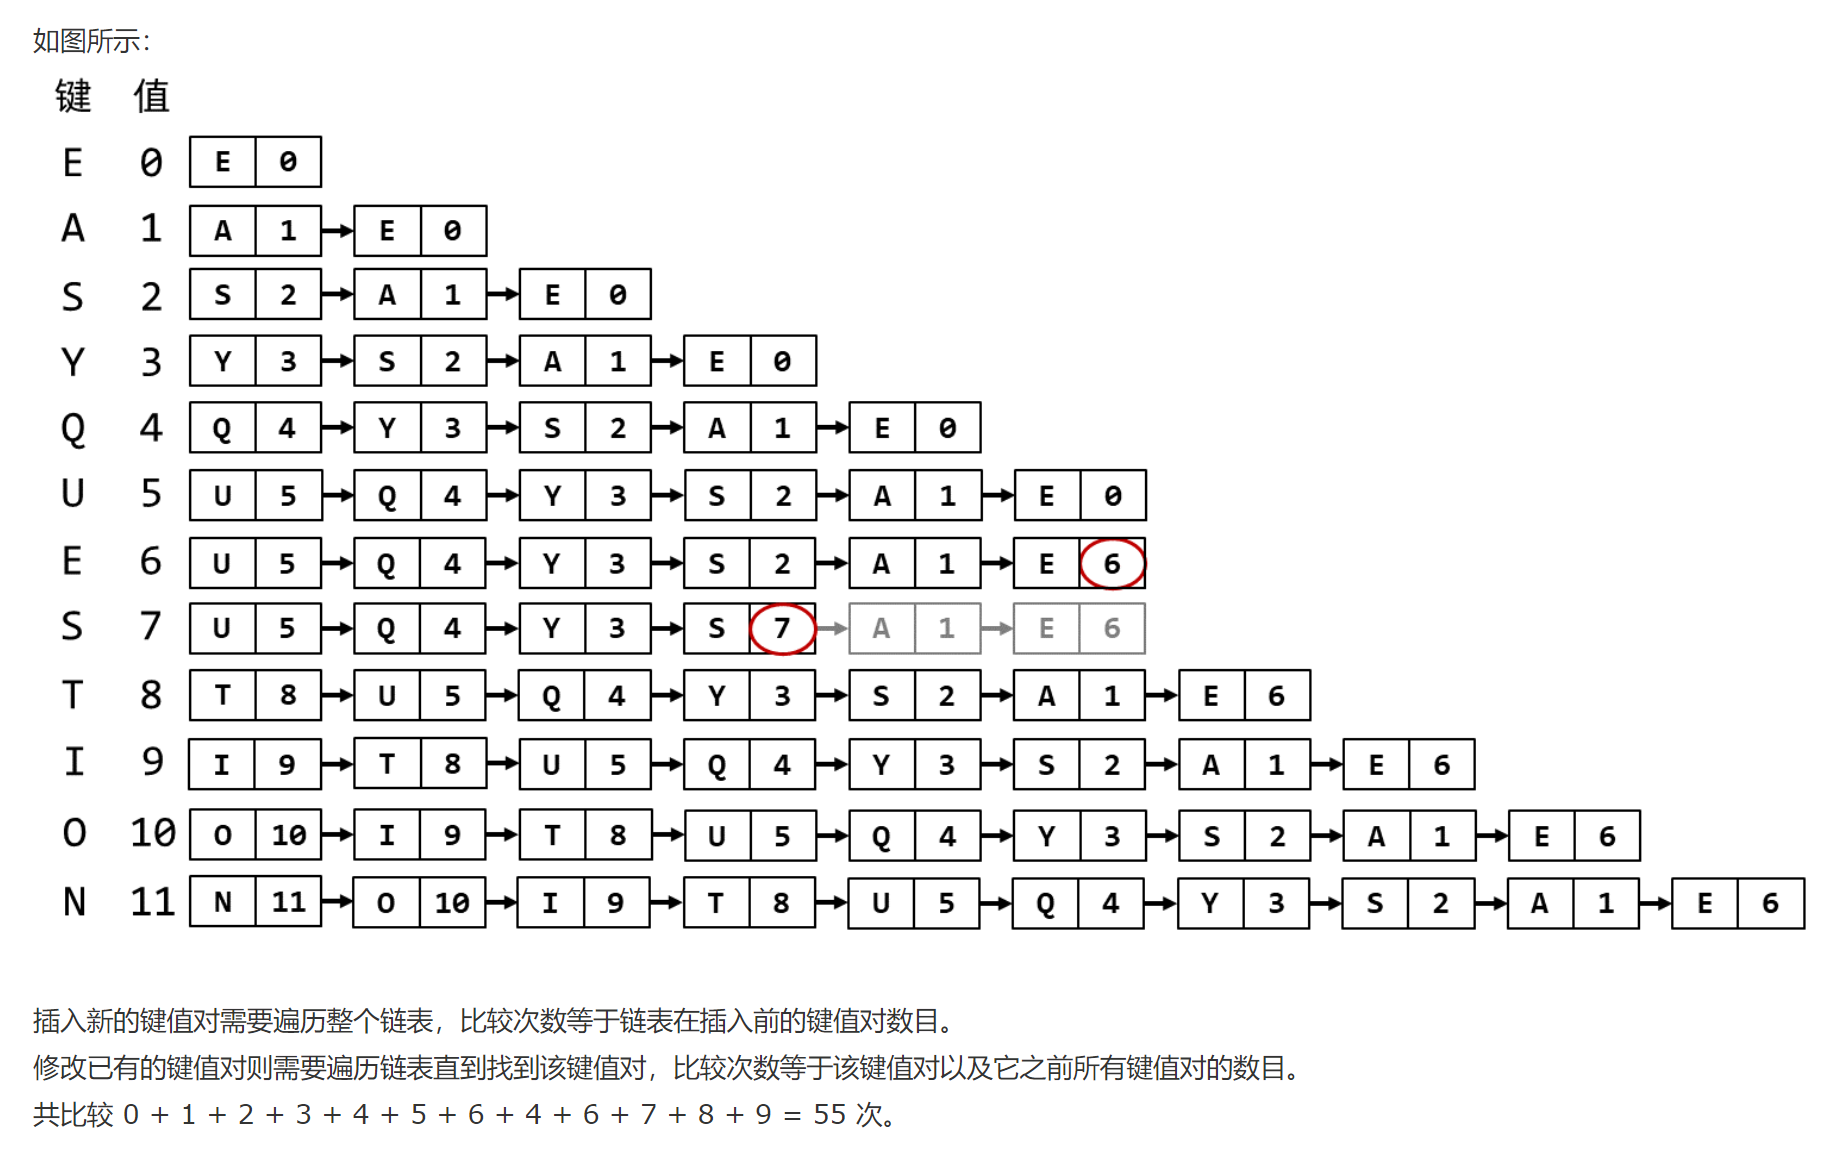 如图所示：
键 值
E 0 E 0
A 1 A 1 E 0
S 2 S 2 A 1 E 0
Y 3 Y 3 S 2 A 1 E 0
Q 4 Q 4 Y 3 S 2 A 1 E 0
U 5 U 5 Q 4 Y 3 S 2 A 1 E 0
E 6 U 5 Q 4 Y 3 S 2 A 1 E 6
S 7 U 5 Q 4 Y 3 S 7 A 1 E 6
T 8 T 8 U 5 Q 4 Y 3 S 2 A 1 E 6
I 9 I 9 T 8 U 5 Q 4 Y 3 S 2 A 1 E 6
O 10 O 10 I 9 T 8 U 5 Q 4 Y 3 S 2 A 1 E 6
N 11 N 11 O 10 I 9 T 8 U 5 Q 4 Y 3 S 2 A 1 E 6
插入新的键值对需要遍历整个链表，比较次数等于链表在插入前的键值对数目。
修改已有的键值对则需要遍历链表直到找到该键值对，比较次数等于该键值对以及它之前所有键值对的数目。
共比较 0 + 1 + 2 + 3 + 4 + 5 + 6 + 4 + 6 + 7 + 8 + 9 = 55 次。